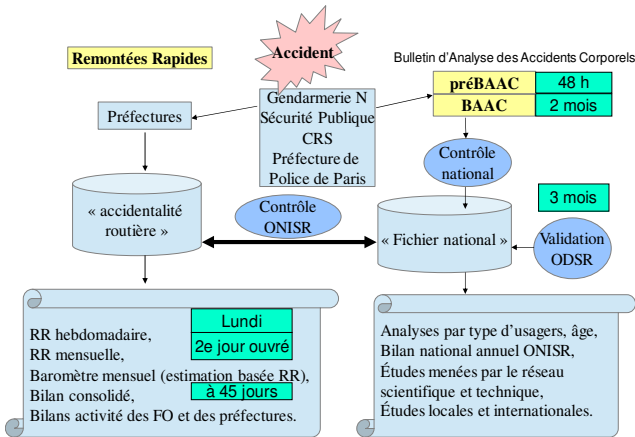 Accident
Remontées Rapides
Bulletin d'Analyse des Accidents Corporels
préBAAC 48 h
BAAC 2 mois
Gendarmerie N
Sécurité Publique
CRS
Préfecture de
Police de Paris
Préfectures
Contrôle
national
« accidentalité
routière »
Contrôle
ONISR
3 mois
« Fichier national »
Validation
ODSR
Lundi
RR hebdomadaire,
2e jour ouvré
RR mensuelle,
Baromètre mensuel (estimation basée RR),
Bilan consolidé, à 45 jours
Bilans activité des FO et des préfectures.
Analyses par type d'usagers, âge,
Bilan national annuel ONISR,
Études menées par le réseau
scientifique et technique,
Études locales et internationales.